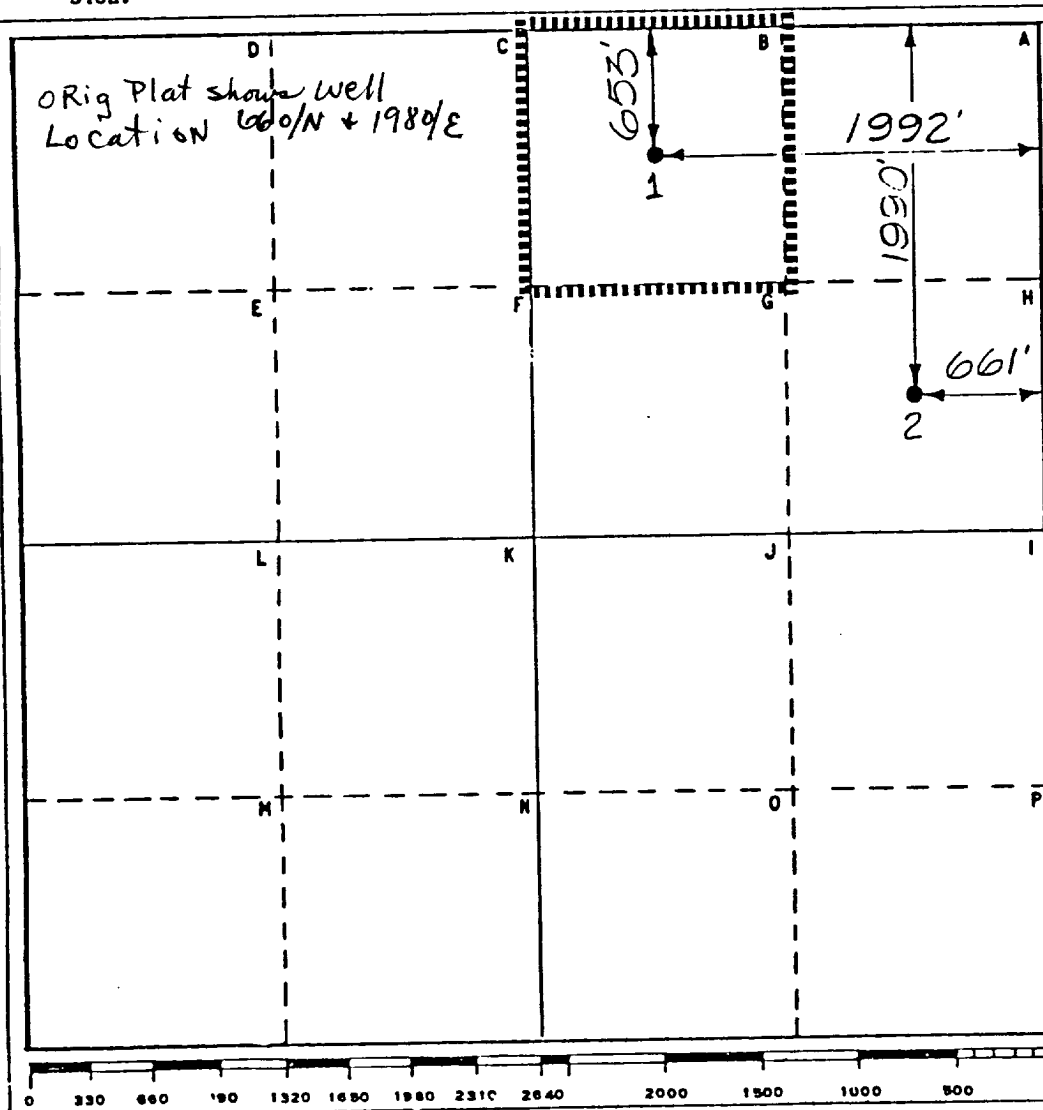 D C B A
oRig Plat shows well
Location 660/N + 1980/E
653'
1992'
1
1990'
E F G H
661'
2
L K J I
M N O P
0 330 660 '90 1320 1650 1980 2310 2640 2000 1500 1000 500